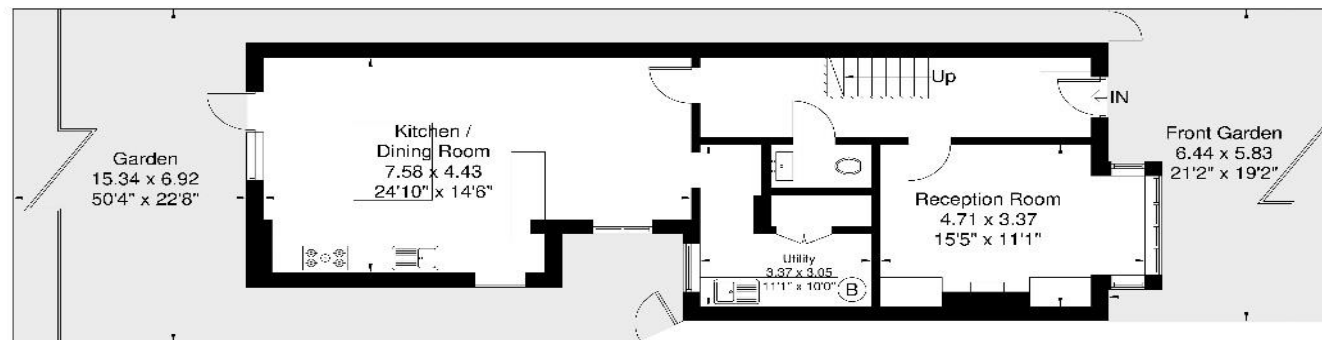 Garden
15.34 x 6.92
50'4" x 22'8"
Kitchen /
Dining Room
7.58 x 4.43
24'10" x 14'6"
Up
IN
Utility
3.37 x 3.05
11'1" x 10'0"
B
Reception Room
4.71 x 3.37
15'5" x 11'1"
Front Garden
6.44 x 5.83
21'2" x 19'2"